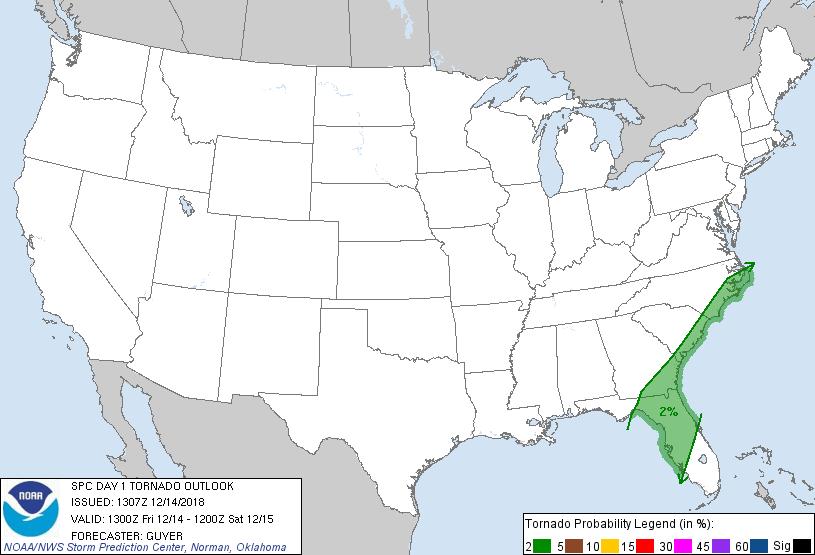 2%
NOAA
SPC DAY 1 TORNADO OUTLOOK
ISSUED: 1307Z 12/14/2018
VALID: 1300Z Fri 12/14 - 1200Z Sat 12/15
FORECASTER: GUYER
NOAA/NWS Storm Prediction Center, Norman, Oklahoma
Tornado Probability Legend (in %):
2 5 10 15 30 45 60 Sig